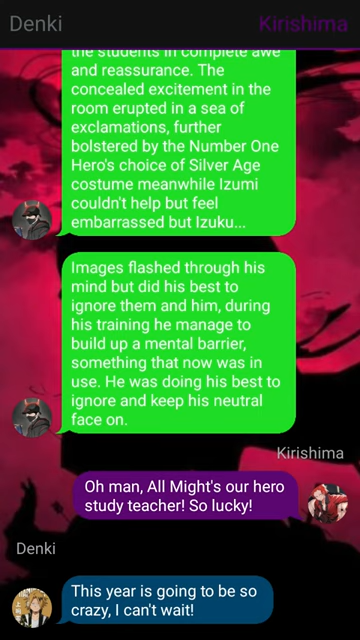 Denki
Kirishima
the students in complete awe
and reassurance. The
concealed excitement in the
room erupted in a sea of
exclamations, further
bolstered by the Number One
Hero's choice of Silver Age
costume meanwhile Izumi
couldn't help but feel
embarrassed but Izuku...
Images flashed through his
mind but did his best to
ignore them and him, during
his training he manage to
build up a mental barrier,
something that now was in
use. He was doing his best to
ignore and keep his neutral
face on.
Kirishima
Oh man, All Might's our hero
study teacher! So lucky!
Denki
This year is going to be so
crazy, I can't wait!